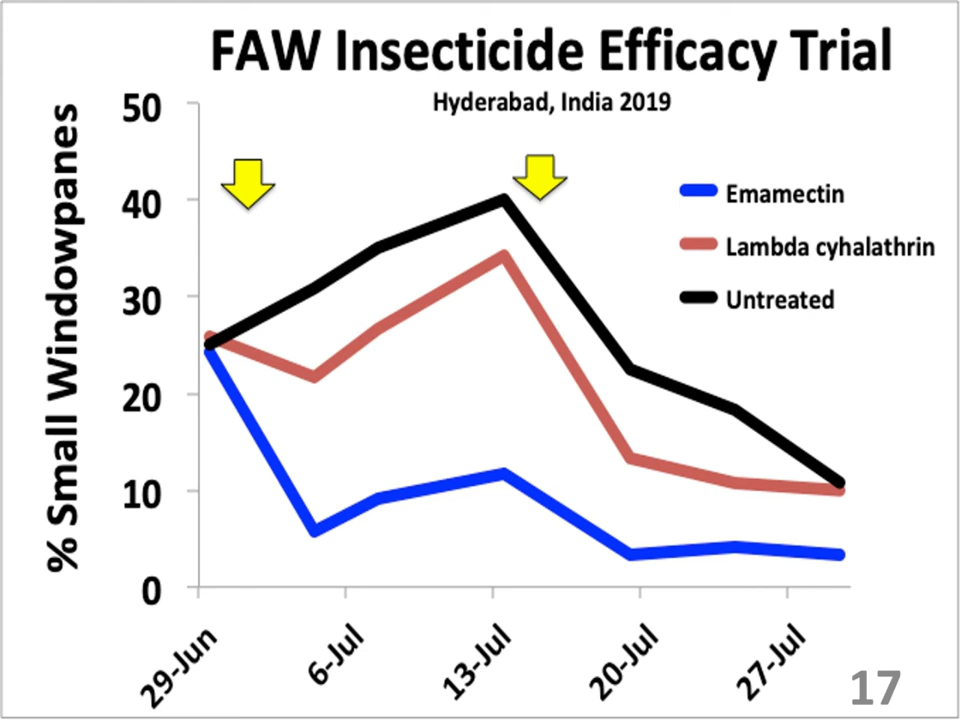 FAW Insecticide Efficacy Trial
Hyderabad, India 2019
% Small Windowpanes
50
40
30
20
10
0
29-Jun
6-Jul
13-Jul
20-Jul
27-Jul
Emamectin
Lambda cyhalathrin
Untreated
17